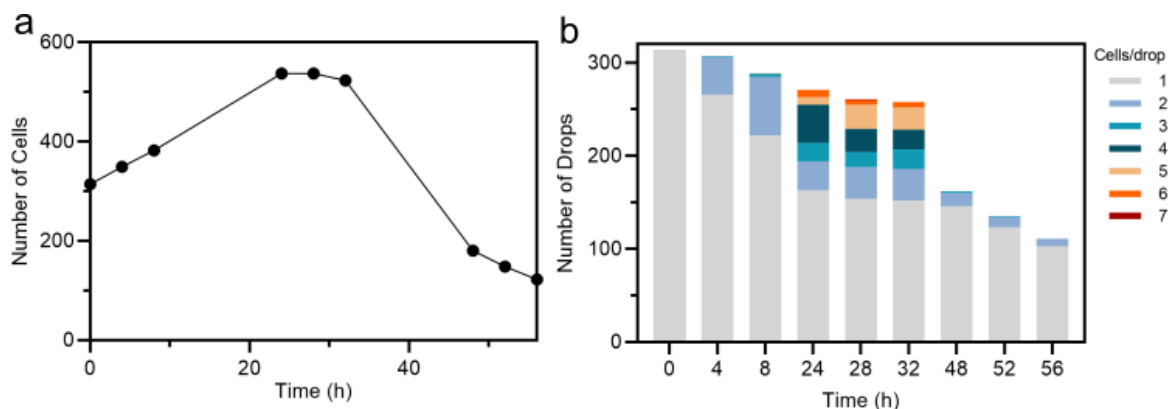 a
600
400
200
0
Number of Cells
0 20 40
Time (h)
b
300
200
100
0
Number of Drops
0 4 8 24 28 32 48 52 56
Time (h)
Cells/drop
1
2
3
4
5
6
7